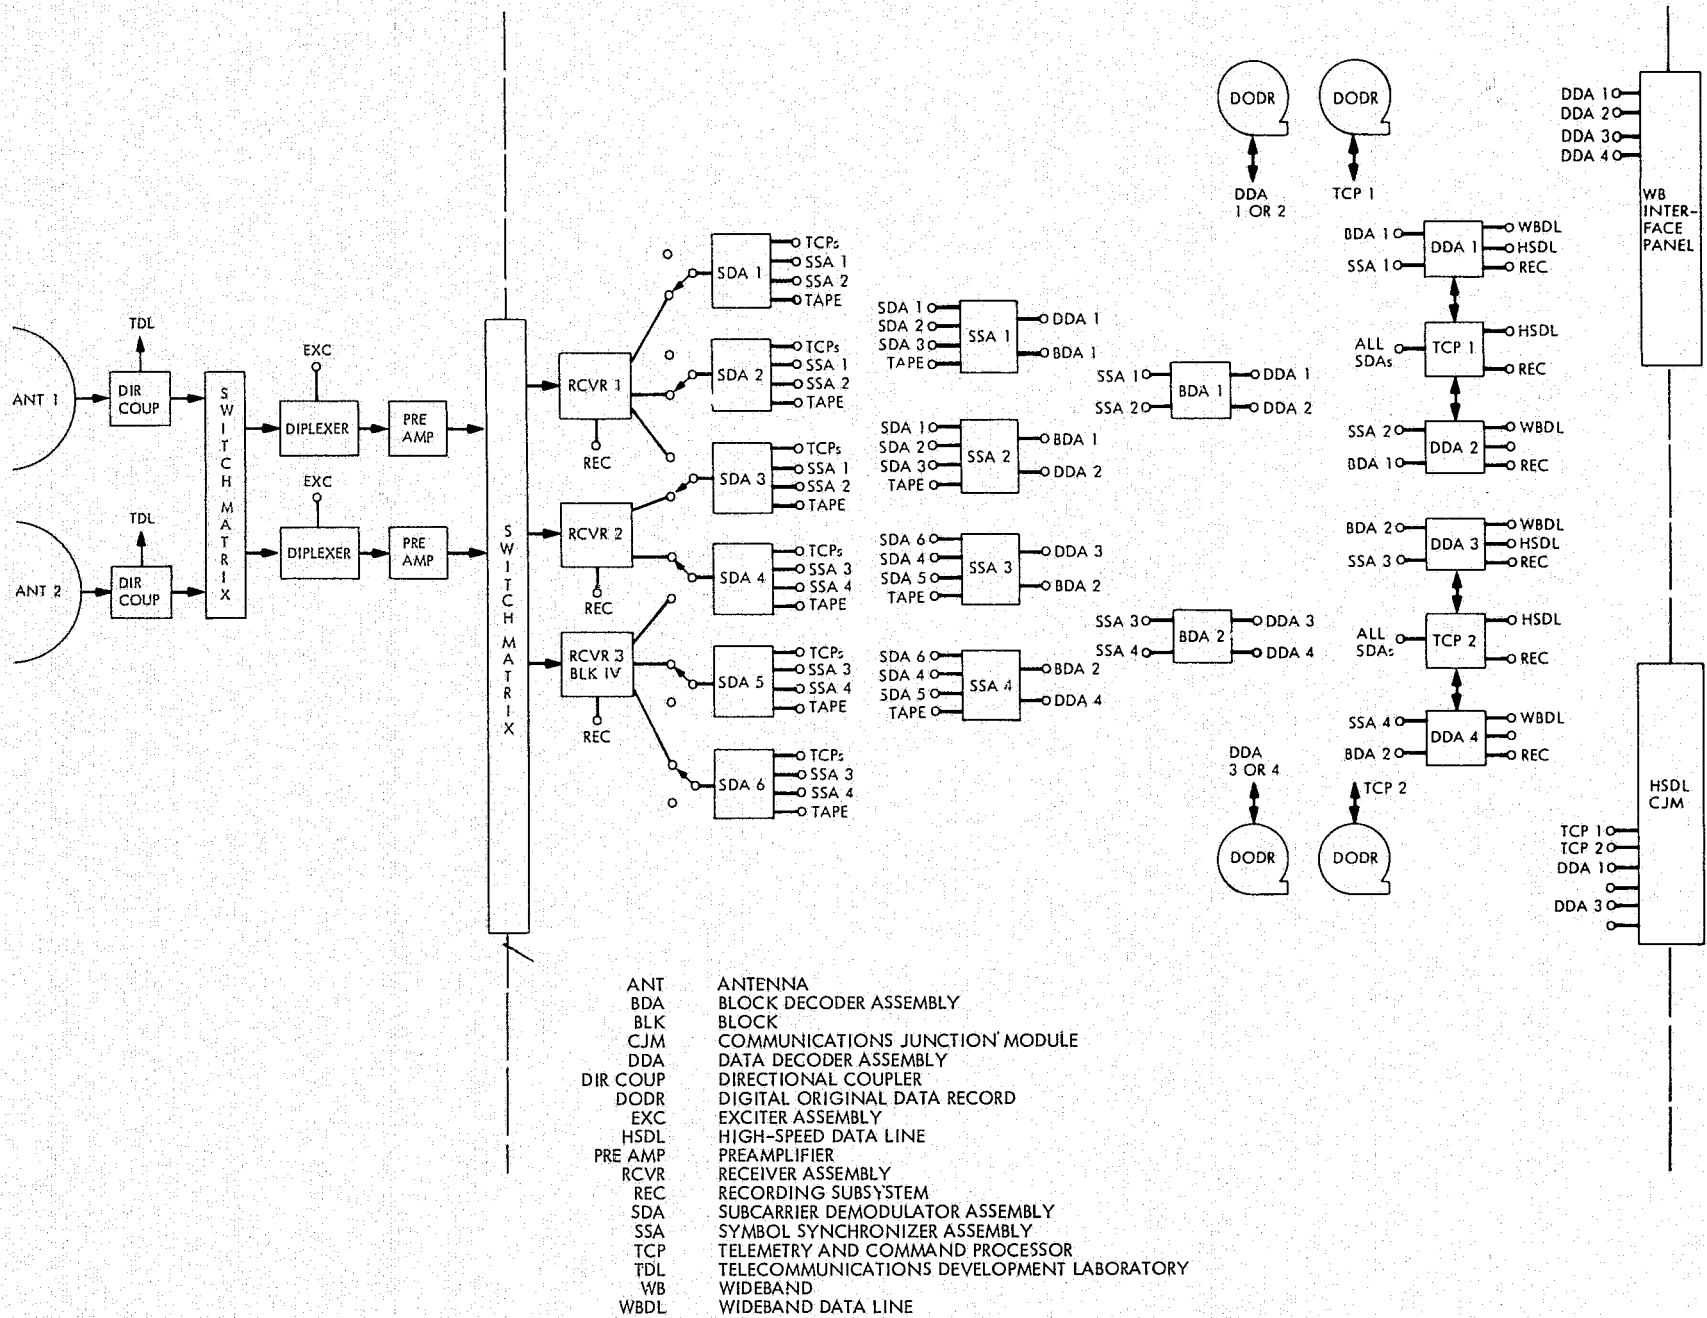 ANT 1
TDL
DIR
COUP
ANT 2
TDL
DIR
COUP
SWITCH MATRIX
EXC
DIPLEXER
PRE
AMP
EXC
DIPLEXER
PRE
AMP
SWITCH MATRIX
RCVR 1
REC
RCVR 2
REC
RCVR 3
BLK IV
REC
SDA 1
TCPs
SSA 1
SSA 2
TAPE
SDA 2
TCPs
SSA 1
SSA 2
TAPE
SDA 3
TCPs
SSA 1
SSA 2
TAPE
SDA 4
TCPs
SSA 3
SSA 4
TAPE
SDA 5
TCPs
SSA 3
SSA 4
TAPE
SDA 6
TCPs
SSA 3
SSA 4
TAPE
SDA 1
SDA 2
SDA 3
TAPE
SSA 1
DDA 1
BDA 1
SDA 1
SDA 2
SDA 3
TAPE
SSA 2
BDA 1
DDA 2
SDA 6
SDA 4
SDA 5
TAPE
SSA 3
DDA 3
BDA 2
SDA 6
SDA 4
SDA 5
TAPE
SSA 4
BDA 2
DDA 4
SSA 1
SSA 2
BDA 1
DDA 1
DDA 2
SSA 3
SSA 4
BDA 2
DDA 3
DDA 4
DODR
DDA
1 OR 2
DODR
TCP 1
BDA 1
SSA 1
DDA 1
WBDL
HSDL
REC
ALL
SDAs
TCP 1
HSDL
REC
SSA 2
BDA 1
DDA 2
WBDL
REC
BDA 2
SSA 3
DDA 3
WBDL
HSDL
REC
ALL
SDAs
TCP 2
HSDL
REC
SSA 4
BDA 2
DDA 4
WBDL
REC
DDA
3 OR 4
DODR
TCP 2
DODR
DDA 1
DDA 2
DDA 3
DDA 4
WB
INTER-
FACE
PANEL
HSDL
CJM
TCP 1
TCP 2
DDA 1
DDA 3
ANT ANTENNA
BDA BLOCK DECODER ASSEMBLY
BLK BLOCK
CJM COMMUNICATIONS JUNCTION MODULE
DDA DATA DECODER ASSEMBLY
DIR COUP DIRECTIONAL COUPLER
DODR DIGITAL ORIGINAL DATA RECORD
EXC EXCITER ASSEMBLY
HSDL HIGH-SPEED DATA LINE
PRE AMP PREAMPLIFIER
RCVR RECEIVER ASSEMBLY
REC RECORDING SUBSYSTEM
SDA SUBCARRIER DEMODULATOR ASSEMBLY
SSA SYMBOL SYNCHRONIZER ASSEMBLY
TCP TELEMETRY AND COMMAND PROCESSOR
TDL TELECOMMUNICATIONS DEVELOPMENT LABORATORY
WB WIDEBAND
WBDL WIDEBAND DATA LINE